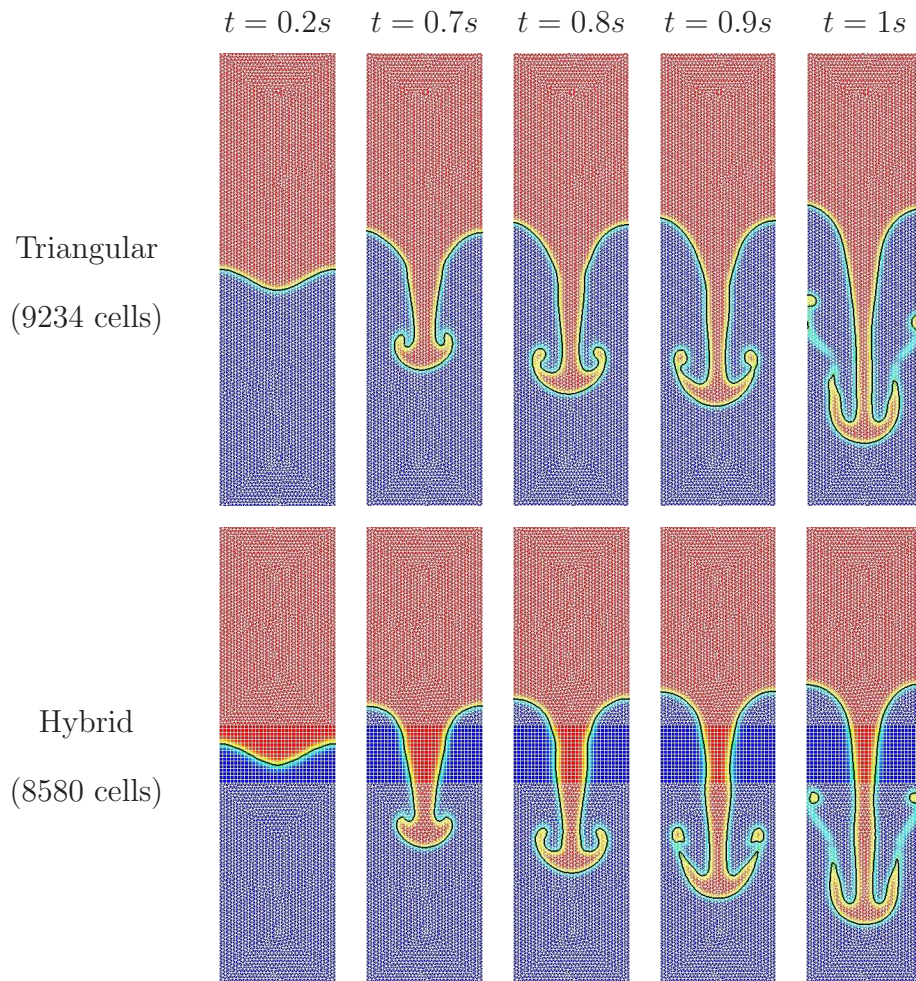 t = 0.2s t = 0.7s t = 0.8s t = 0.9s t = 1s
Triangular
(9234 cells)
Hybrid
(8580 cells)